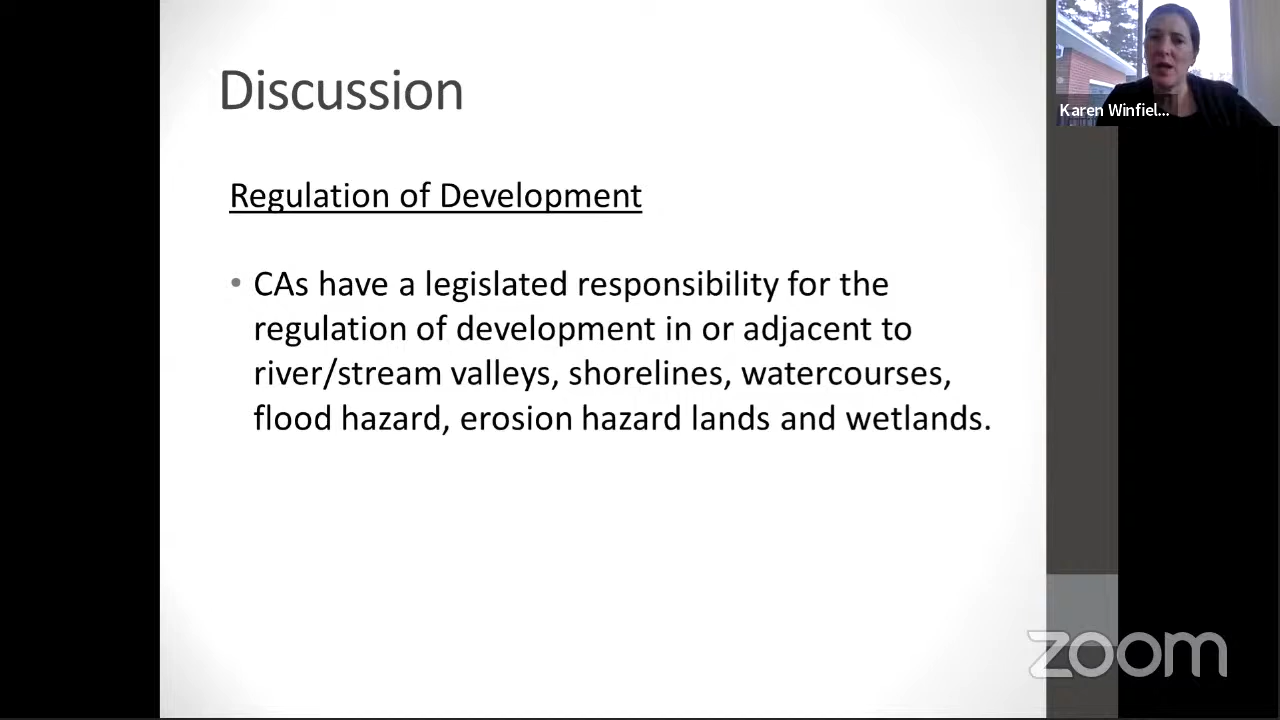 Discussion
Regulation of Development
• CAs have a legislated responsibility for the
regulation of development in or adjacent to
river/stream valleys, shorelines, watercourses,
flood hazard, erosion hazard lands and wetlands.
Karen Winfiel...
zoom